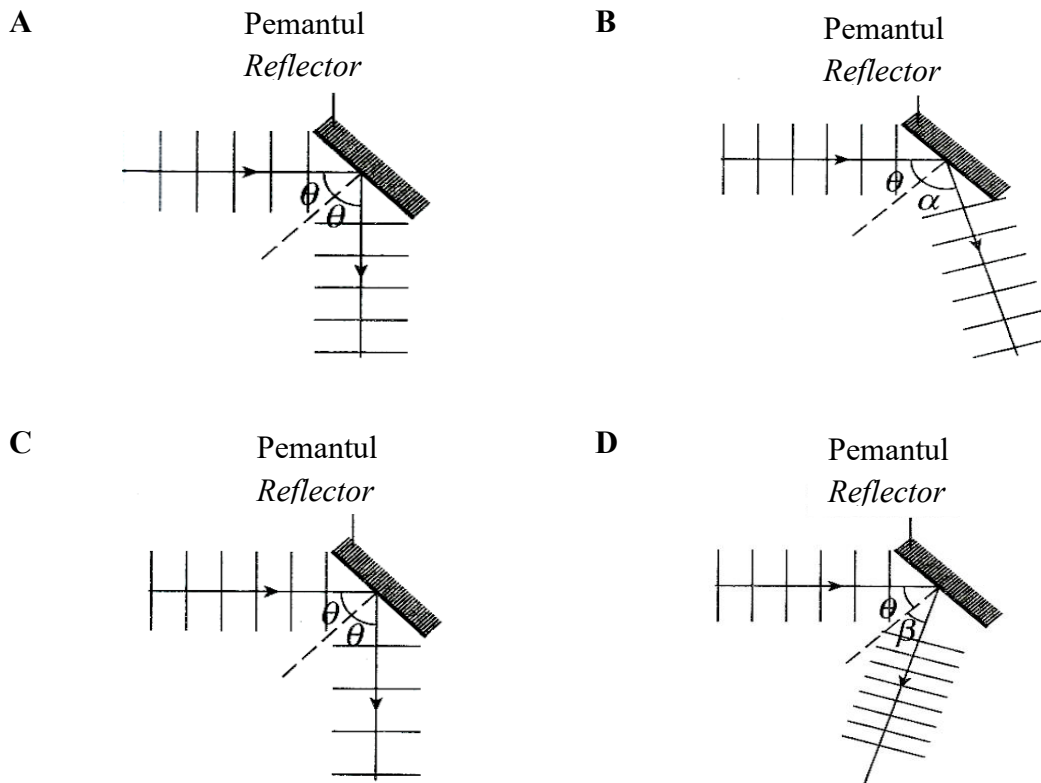 A
Pemantul
Reflector
θ
θ
B
Pemantul
Reflector
θ
α
C
Pemantul
Reflector
θ
θ
D
Pemantul
Reflector
θ
β